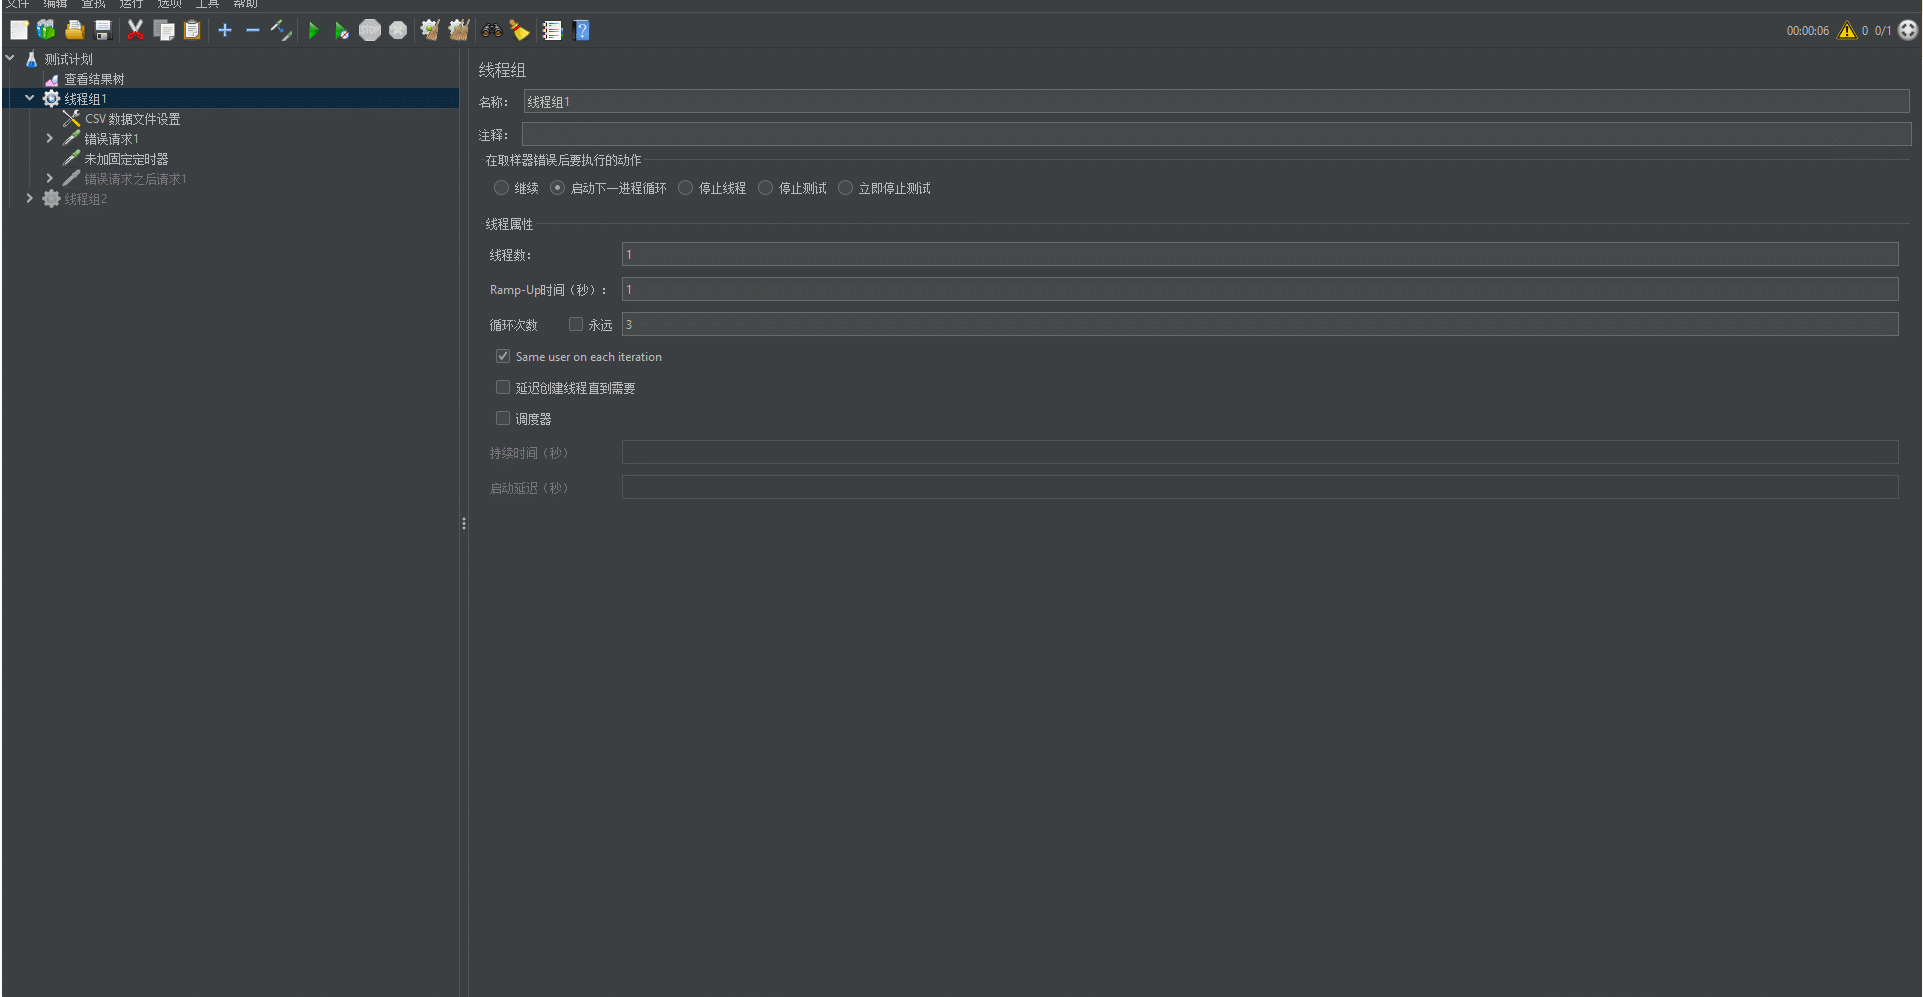 文件 编辑 查找 运行 选项 工具 帮助
STOP
00:00:06 0 0/1
测试计划
查看结果树
线程组1
CSV 数据文件设置
错误请求1
未加固定定时器
错误请求之后请求1
线程组2
线程组
名称： 线程组1
注释：
在取样器错误后要执行的动作
继续 启动下一进程循环 停止线程 停止测试 立即停止测试
线程属性
线程数： 1
Ramp-Up时间（秒）： 1
循环次数 永远 3
Same user on each iteration
延迟创建线程直到需要
调度器
持续时间（秒）
启动延迟（秒）